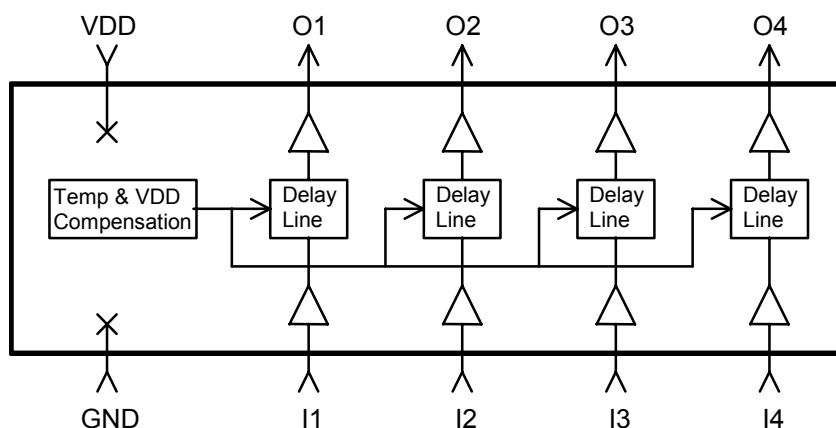 VDD O1 O2 O3 O4
Temp & VDD
Compensation
Delay
Line
Delay
Line
Delay
Line
Delay
Line
GND I1 I2 I3 I4